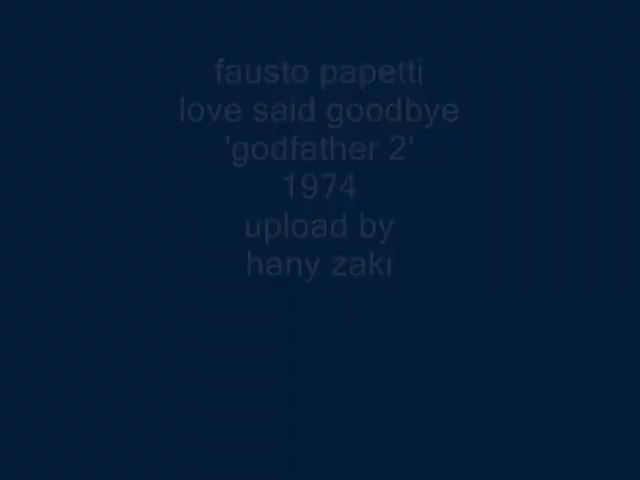 fausto papetti
love said goodbye
'godfather 2'
1974
upload by
hany zaki